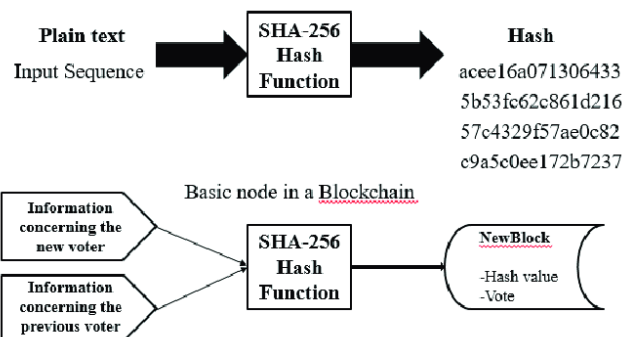 Plain text
Input Sequence
SHA-256
Hash
Function
Hash
acee16a071306433
5b53fc62c861d216
57c4329f57ae0c82
c9a5c0ee172b7237
Basic node in a Blockchain
Information
concerning the
new voter
Information
concerning the
previous voter
SHA-256
Hash
Function
NewBlock
-Hash value
-Vote